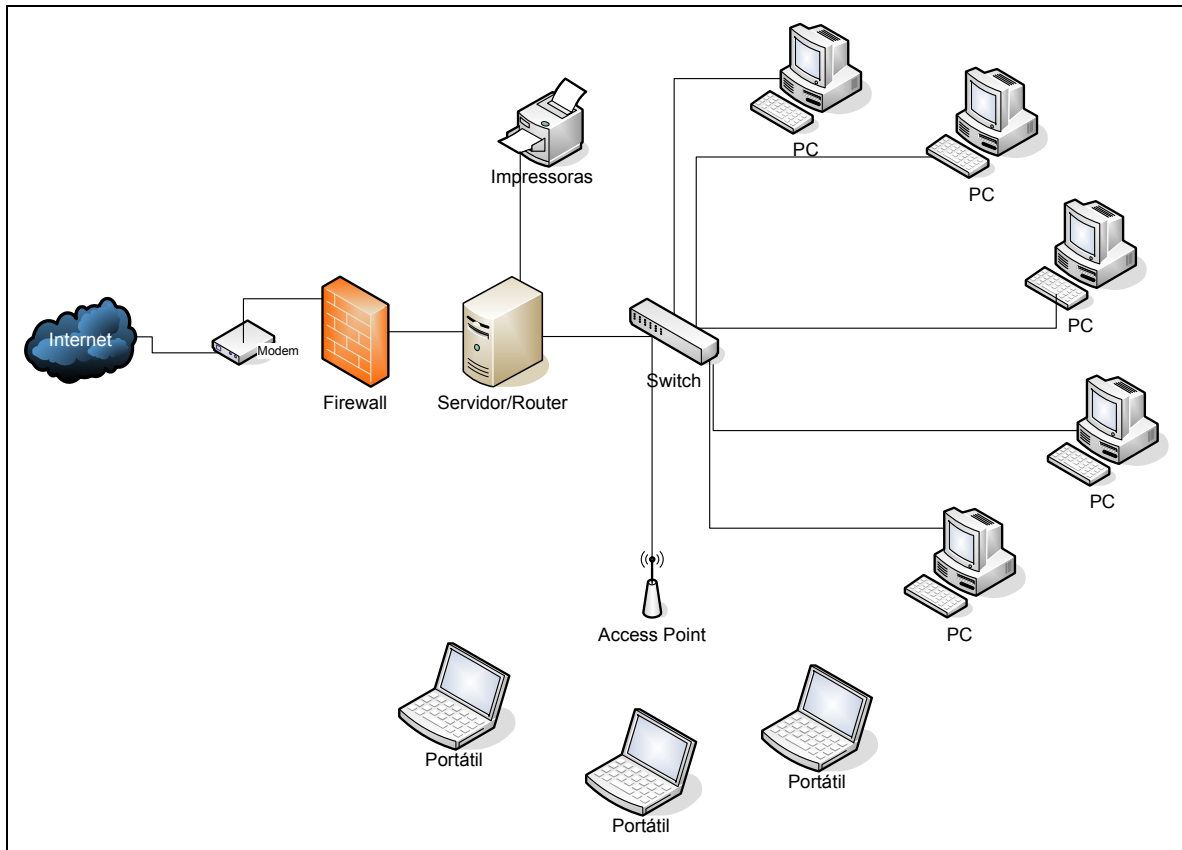 PC
Impressoras
PC
Internet
Modem
PC
Firewall
Servidor/Router
Switch
PC
Access Point
PC
Portátil
Portátil
Portátil